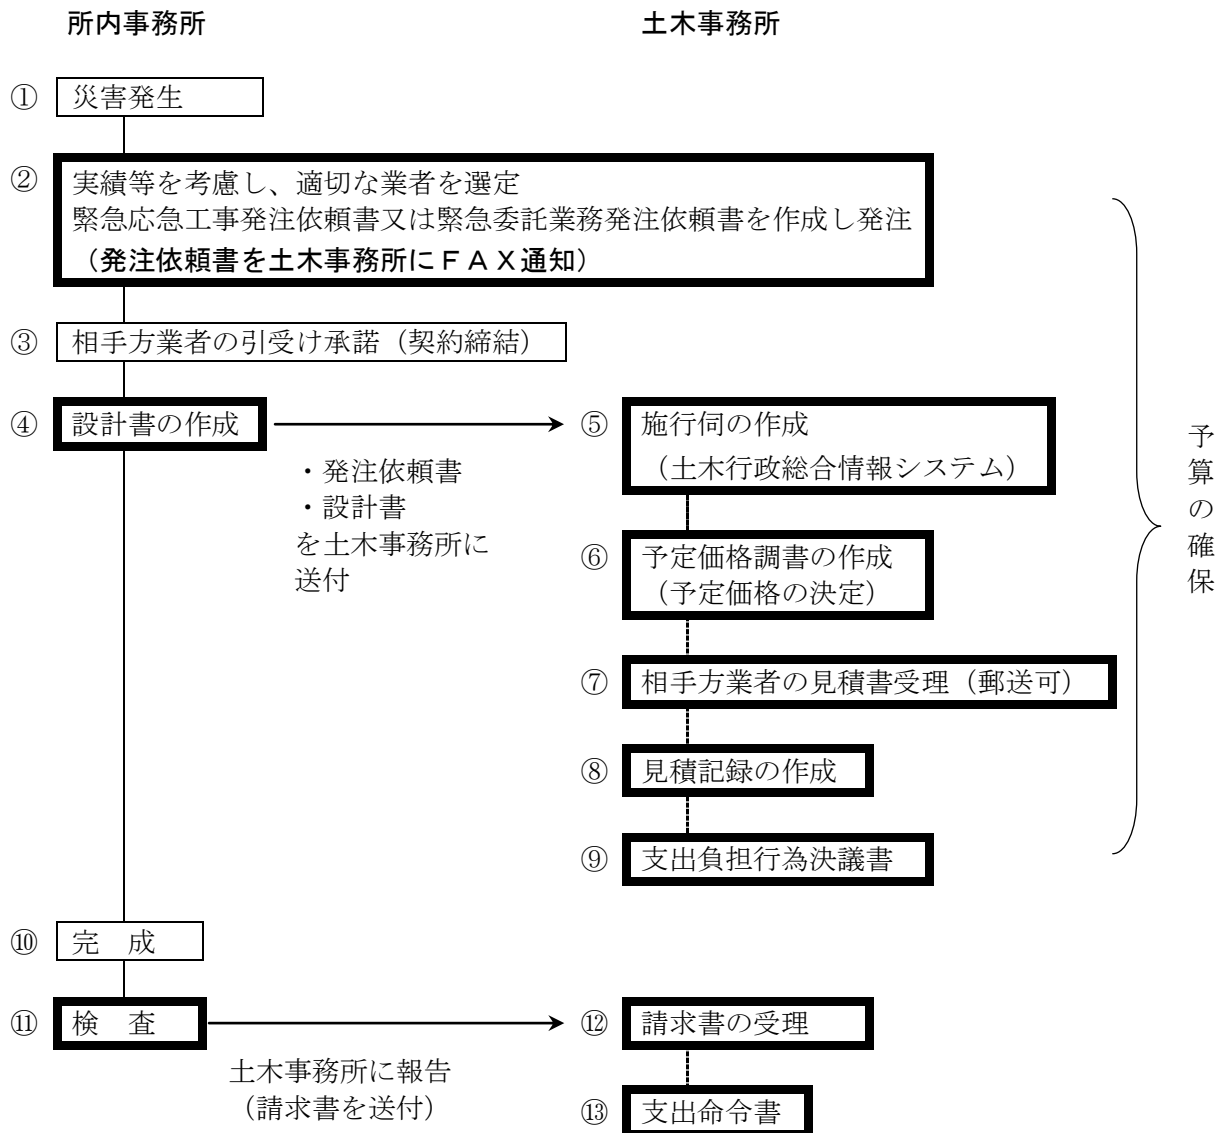 所内事務所
土木事務所
① 災害発生
② 実績等を考慮し、適切な業者を選定
緊急応急工事発注依頼書又は緊急委託業務発注依頼書を作成し発注
（発注依頼書を土木事務所にＦＡＸ通知）
③ 相手方業者の引受け承諾（契約締結）
④ 設計書の作成
・発注依頼書
・設計書
を土木事務所に
送付
⑤ 施行伺の作成
（土木行政総合情報システム）
⑥ 予定価格調書の作成
（予定価格の決定）
⑦ 相手方業者の見積書受理（郵送可）
⑧ 見積記録の作成
⑨ 支出負担行為決議書
予算の確保
⑩ 完　成
⑪ 検　査
土木事務所に報告
（請求書を送付）
⑫ 請求書の受理
⑬ 支出命令書